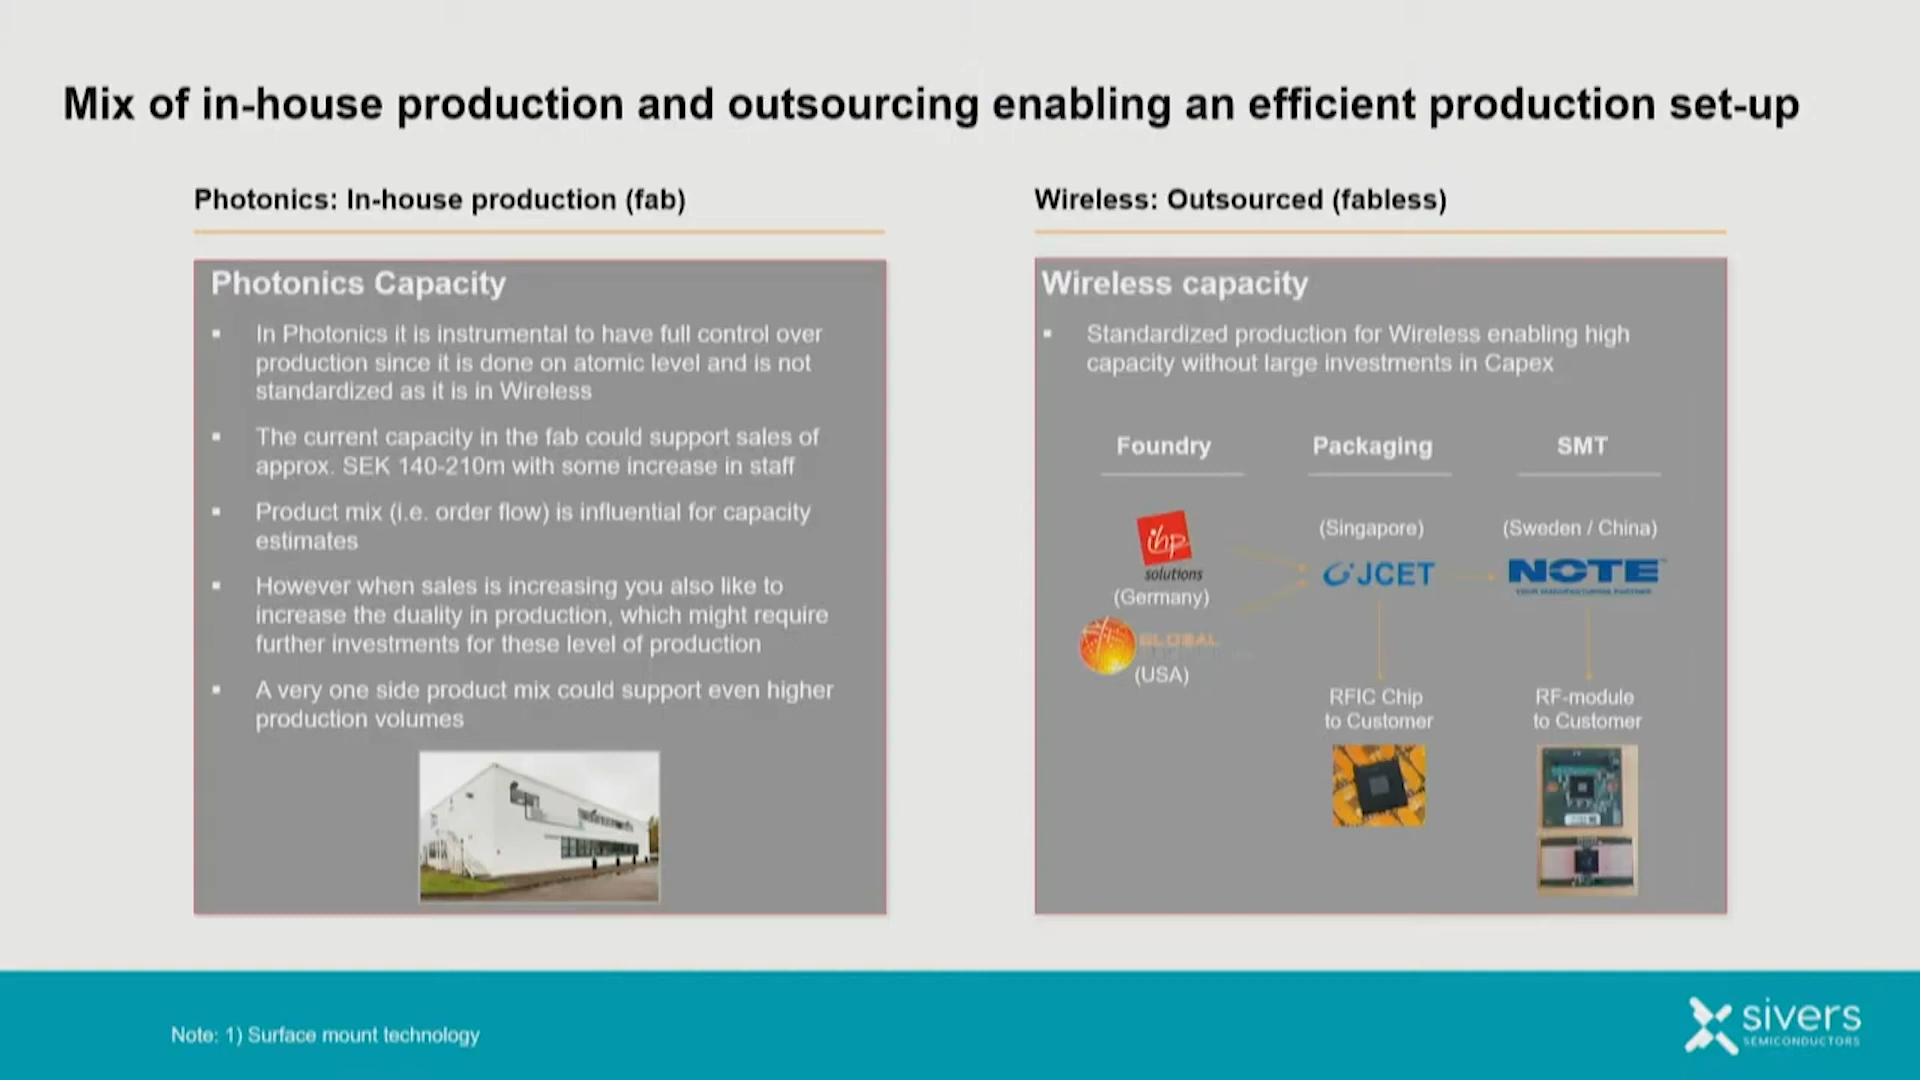 Mix of in-house production and outsourcing enabling an efficient production set-up
Photonics: In-house production (fab)
Photonics Capacity
▪ In Photonics it is instrumental to have full control over
production since it is done on atomic level and is not
standardized as it is in Wireless
▪ The current capacity in the fab could support sales of
approx. SEK 140-210m with some increase in staff
▪ Product mix (i.e. order flow) is influential for capacity
estimates
▪ However when sales is increasing you also like to
increase the duality in production, which might require
further investments for these level of production
▪ A very one side product mix could support even higher
production volumes
Wireless: Outsourced (fabless)
Wireless capacity
▪ Standardized production for Wireless enabling high
capacity without large investments in Capex
Foundry
ihp
solutions
(Germany)
GLOBAL
(USA)
Packaging
(Singapore)
JCET
RFIC Chip
to Customer
SMT
(Sweden / China)
NOTE
YOUR MANUFACTURING PARTNER
RF-module
to Customer
Note: 1) Surface mount technology
sivers
SEMICONDUCTORS